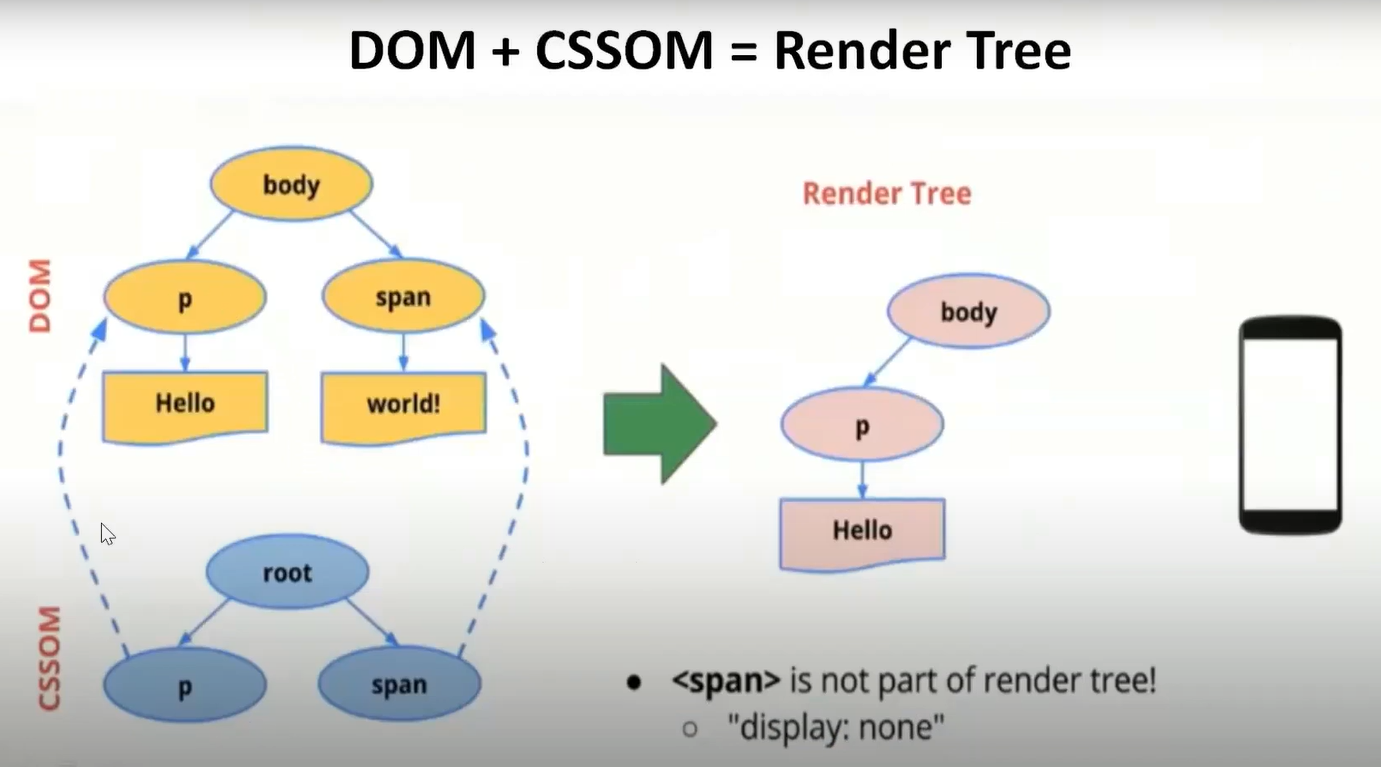 DOM + CSSOM = Render Tree
DOM
body
p
span
Hello
world!
CSSOM
root
p
span
Render Tree
body
p
Hello
● <span> is not part of render tree!
○ "display: none"